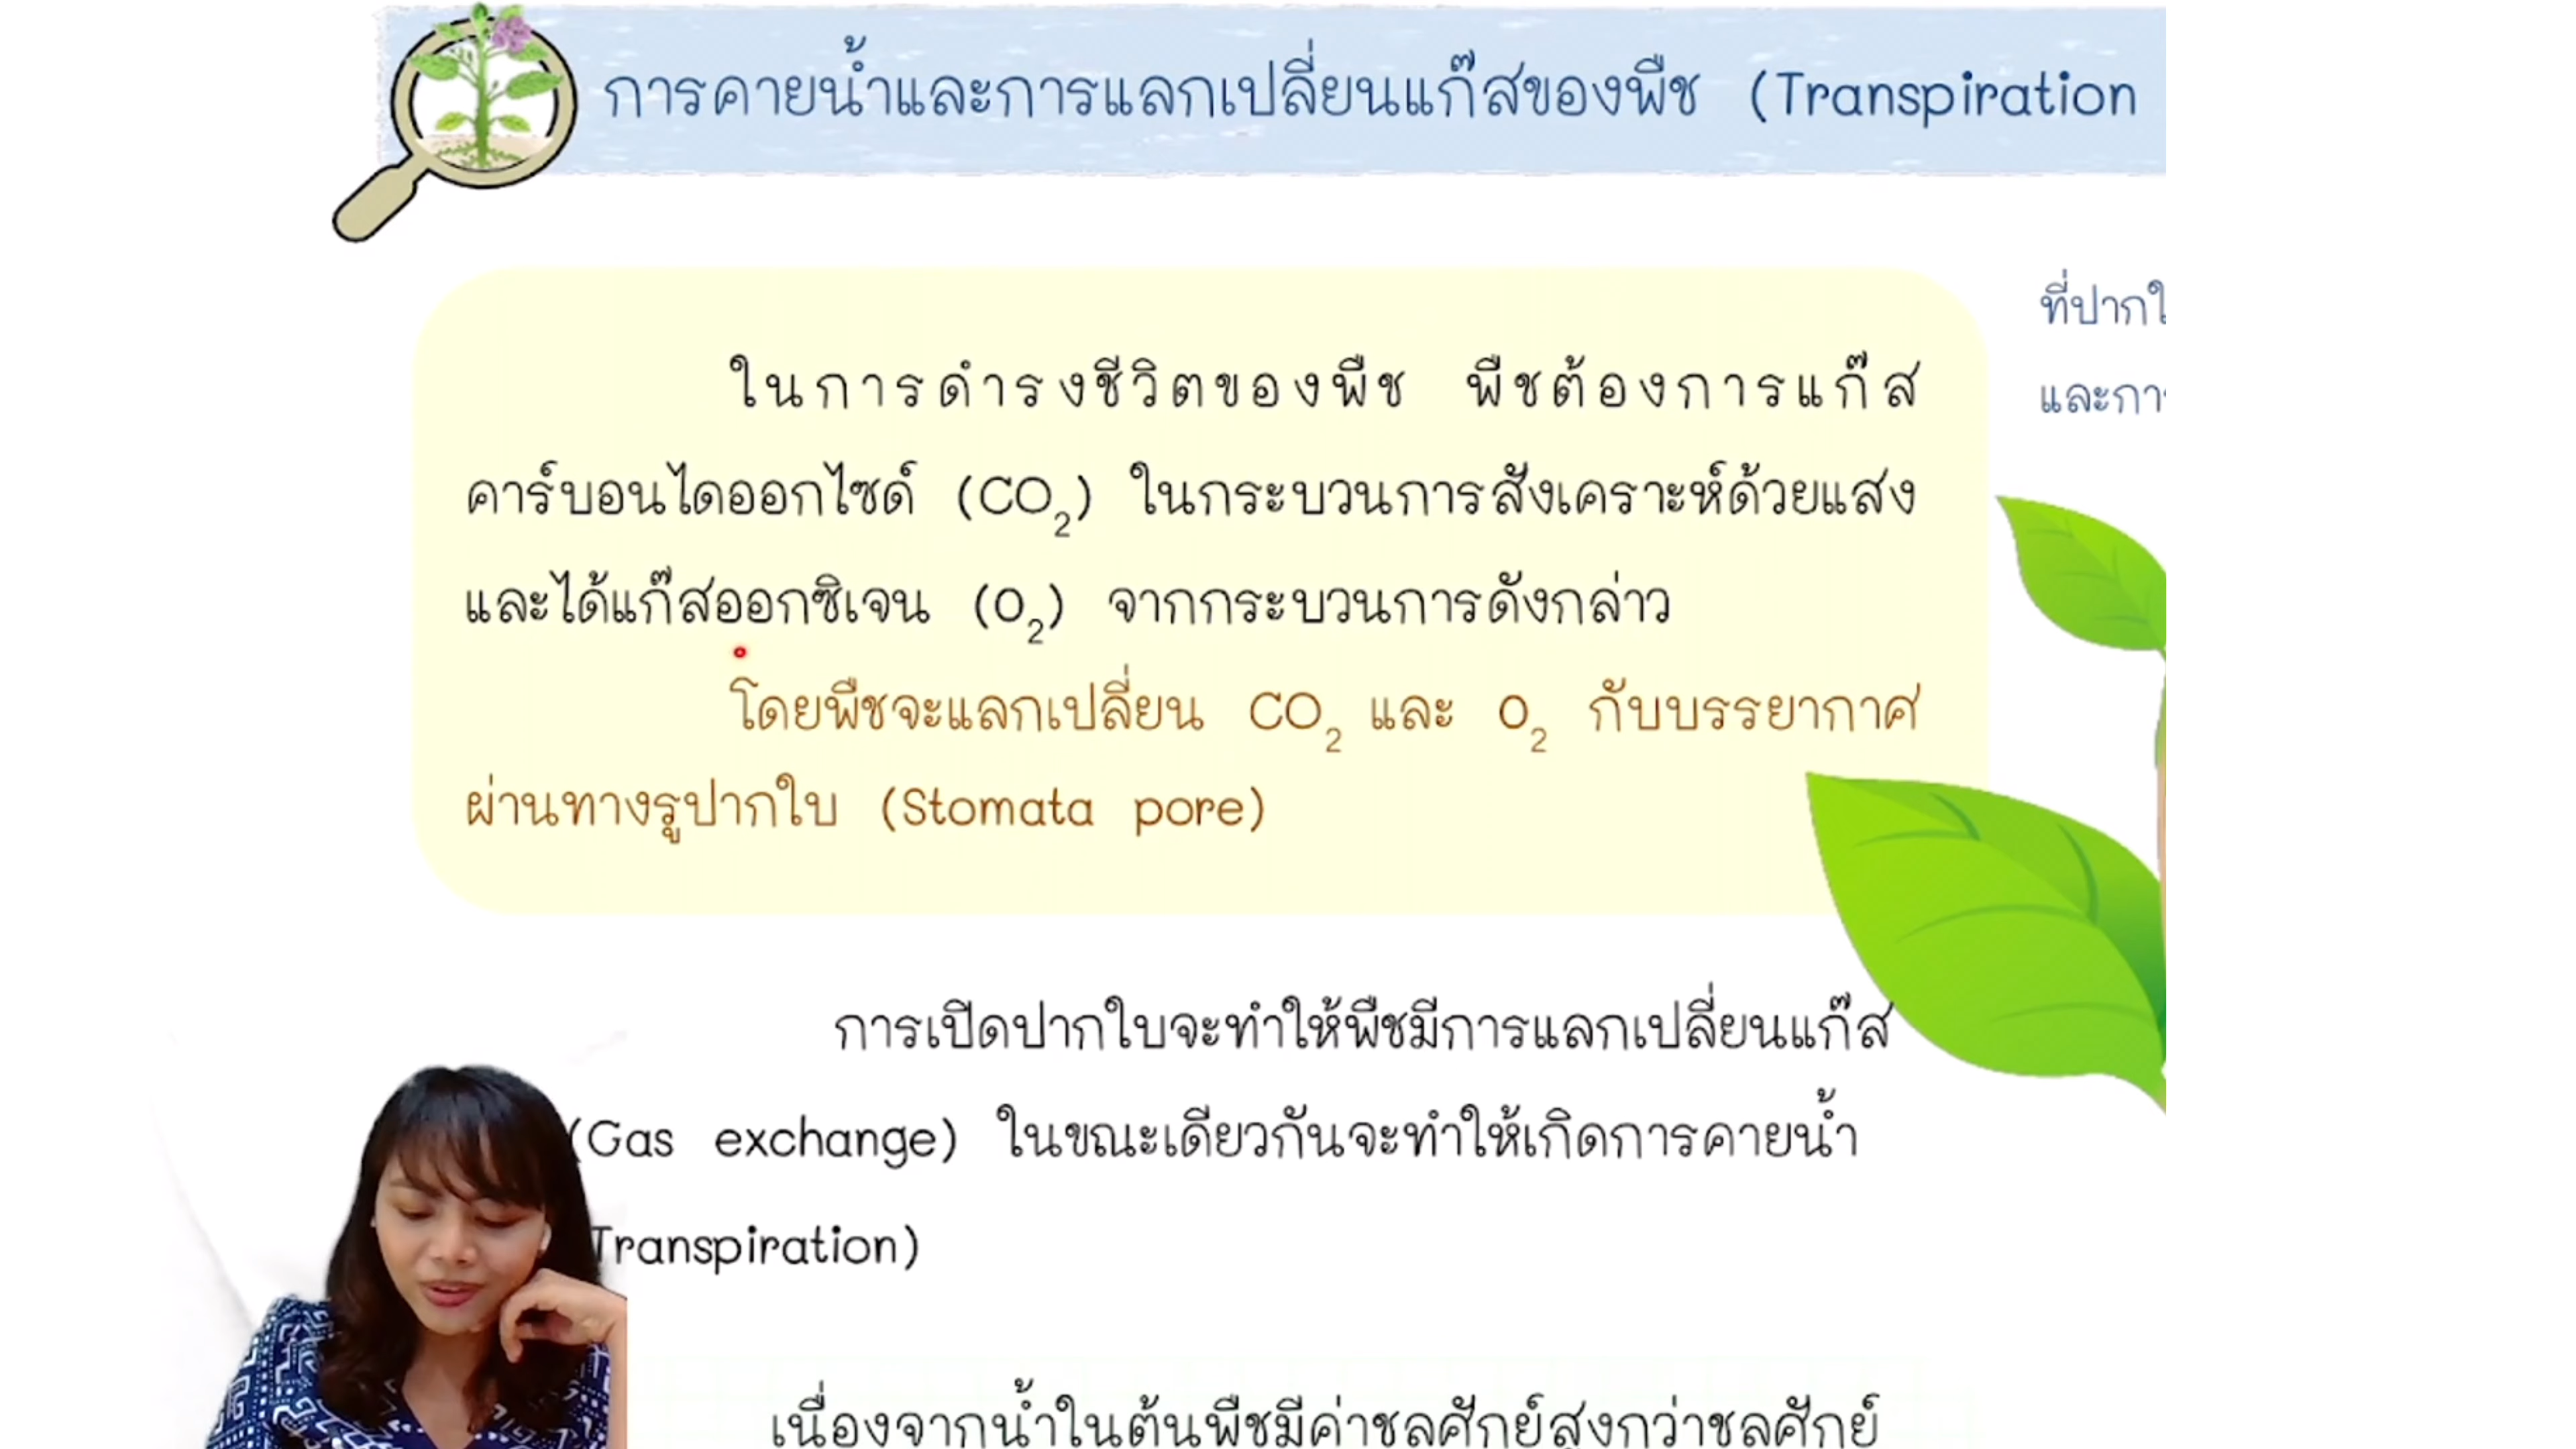 การคายน้ำและการแลกเปลี่ยนแก๊สของพืช (Transpiration
ในการดำรงชีวิตของพืช พืชต้องการแก๊ส
คาร์บอนไดออกไซด์ (CO₂) ในกระบวนการสังเคราะห์ด้วยแสง
และได้แก๊สออกซิเจน (O₂) จากกระบวนการดังกล่าว
โดยพืชจะแลกเปลี่ยน CO₂ และ O₂ กับบรรยากาศ
ผ่านทางรูปากใบ (Stomata pore)
ที่ปากใ
และกา
การเปิดปากใบจะทำให้พืชมีการแลกเปลี่ยนแก๊ส
(Gas exchange) ในขณะเดียวกันจะทำให้เกิดการคายน้ำ
Transpiration)
เนื่องจากน้ำในต้นพืชมีค่าชลศักย์สูงกว่าชลศักย์